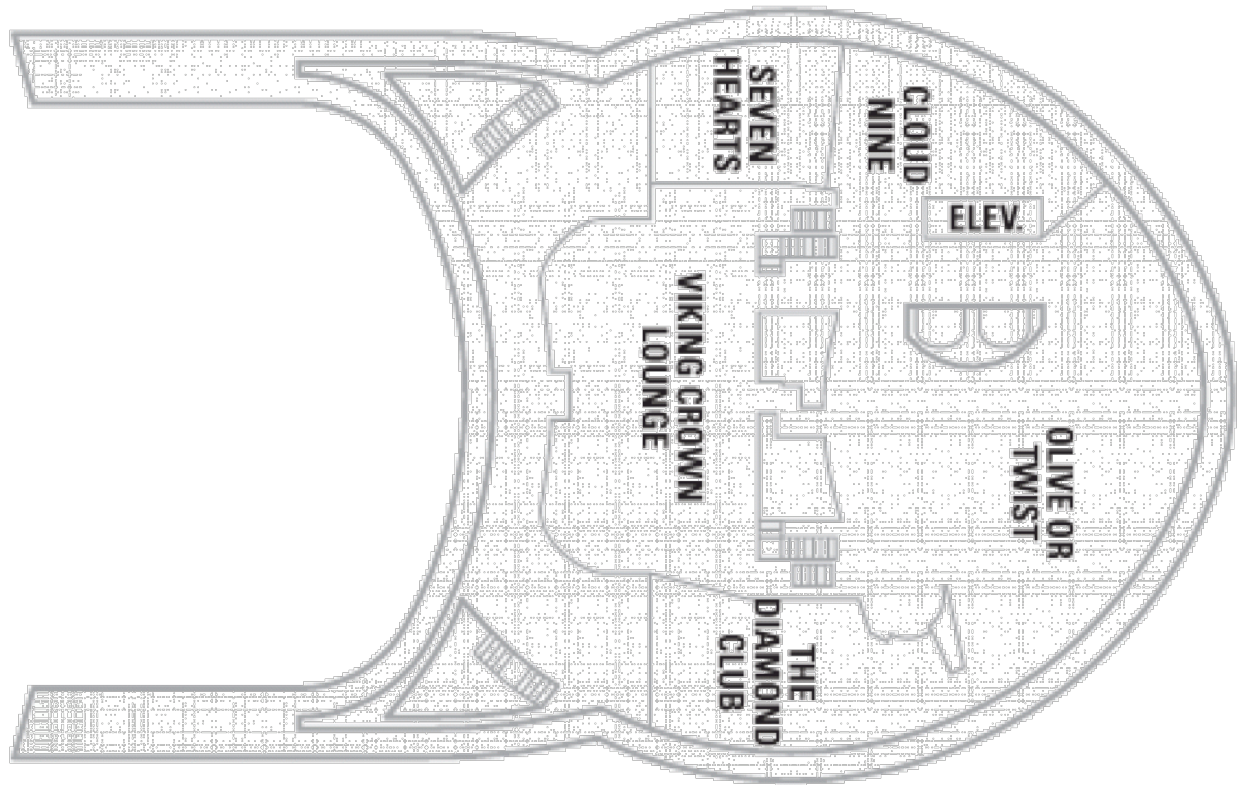 SEVEN
HEARTS
CLOUD
NINE
ELEV.
VIKING CROWN
LOUNGE
OLIVE OR
TWIST
THE
DIAMOND
CLUB